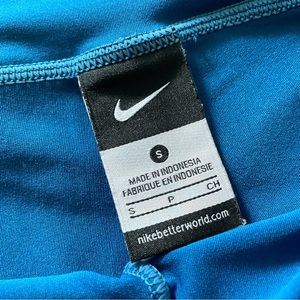 S
MADE IN INDONESIA
FABRIQUE EN INDONESIE
S P CH
nikebetterworld.com